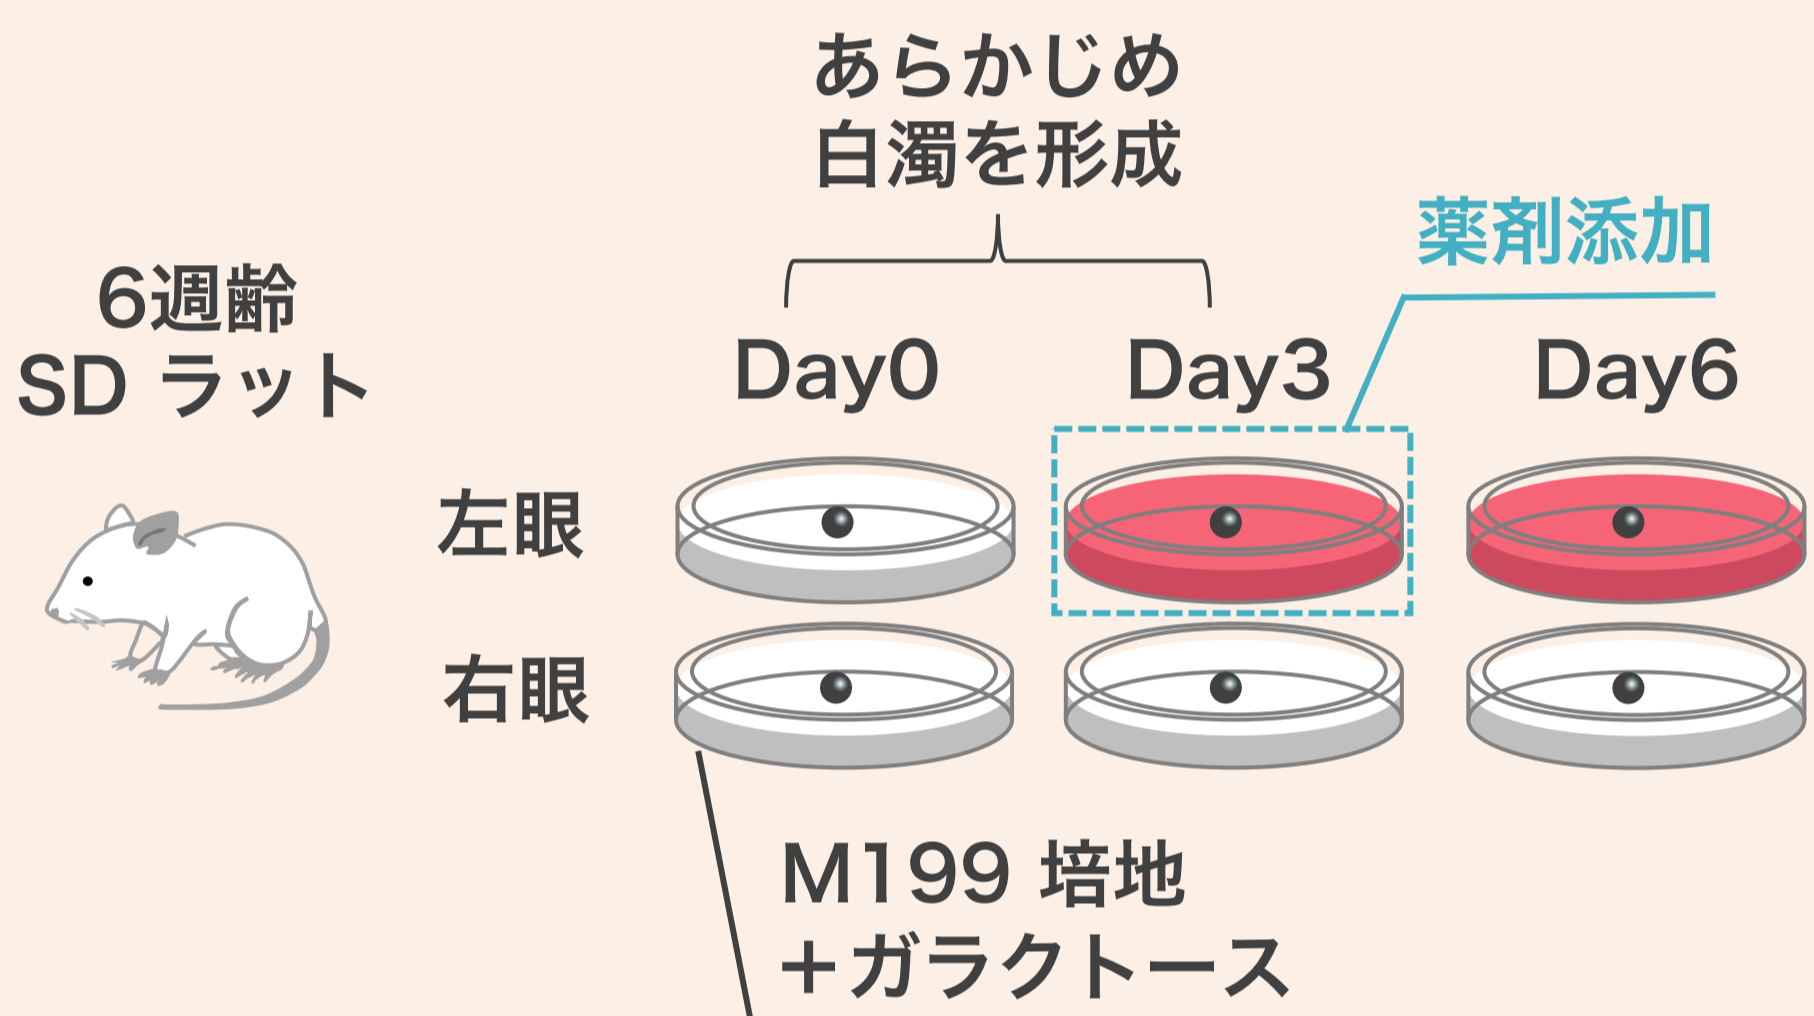 あらかじめ
白濁を形成
薬剤添加
6週齢
SD ラット
Day0
Day3
Day6
左眼
右眼
M199 培地
＋ガラクトース